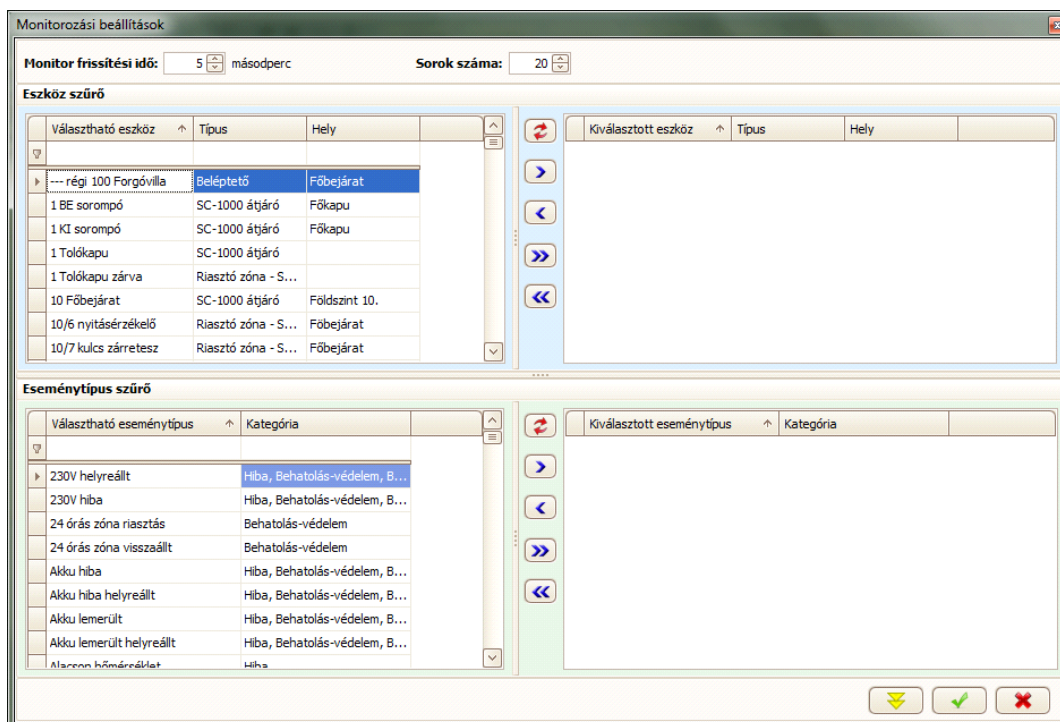 Monitorozási beállítások
Monitor frissítési idő: 5 másodperc Sorok száma: 20
Eszköz szűrő
Választható eszköz Típus Hely
--- régi 100 Forgóvilla Beléptető Főbejárat
1 BE sorompó SC-1000 átjáró Főkapu
1 KI sorompó SC-1000 átjáró Főkapu
1 Tolókapu SC-1000 átjáró
1 Tolókapu zárva Riasztó zóna - S...
10 Főbejárat SC-1000 átjáró Földszint 10.
10/6 nyitásérzékelő Riasztó zóna - S... Föbejárat
10/7 kulcs zárretesz Riasztó zóna - S... Főbejárat
Kiválasztott eszköz Típus Hely
Eseménytípus szűrő
Választható eseménytípus Kategória
230V helyreállt Hiba, Behatolás-védelem, B...
230V hiba Hiba, Behatolás-védelem, B...
24 órás zóna riasztás Behatolás-védelem
24 órás zóna visszaállt Behatolás-védelem
Akku hiba Hiba, Behatolás-védelem, B...
Akku hiba helyreállt Hiba, Behatolás-védelem, B...
Akku lemerült Hiba, Behatolás-védelem, B...
Akku lemerült helyreállt Hiba, Behatolás-védelem, B...
Alacson hőmérséklet Hiba
Kiválasztott eseménytípus Kategória